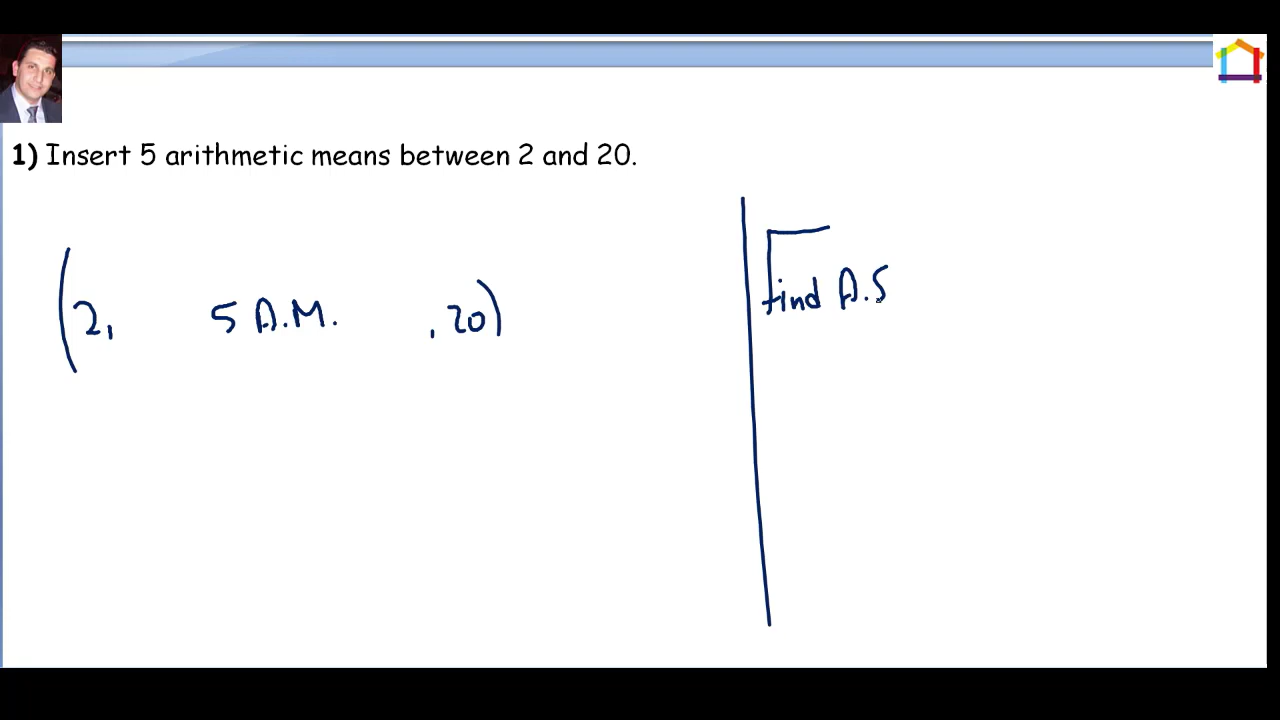 1) Insert 5 arithmetic means between 2 and 20.
(2, 5 A.M. , 20)
find A.S